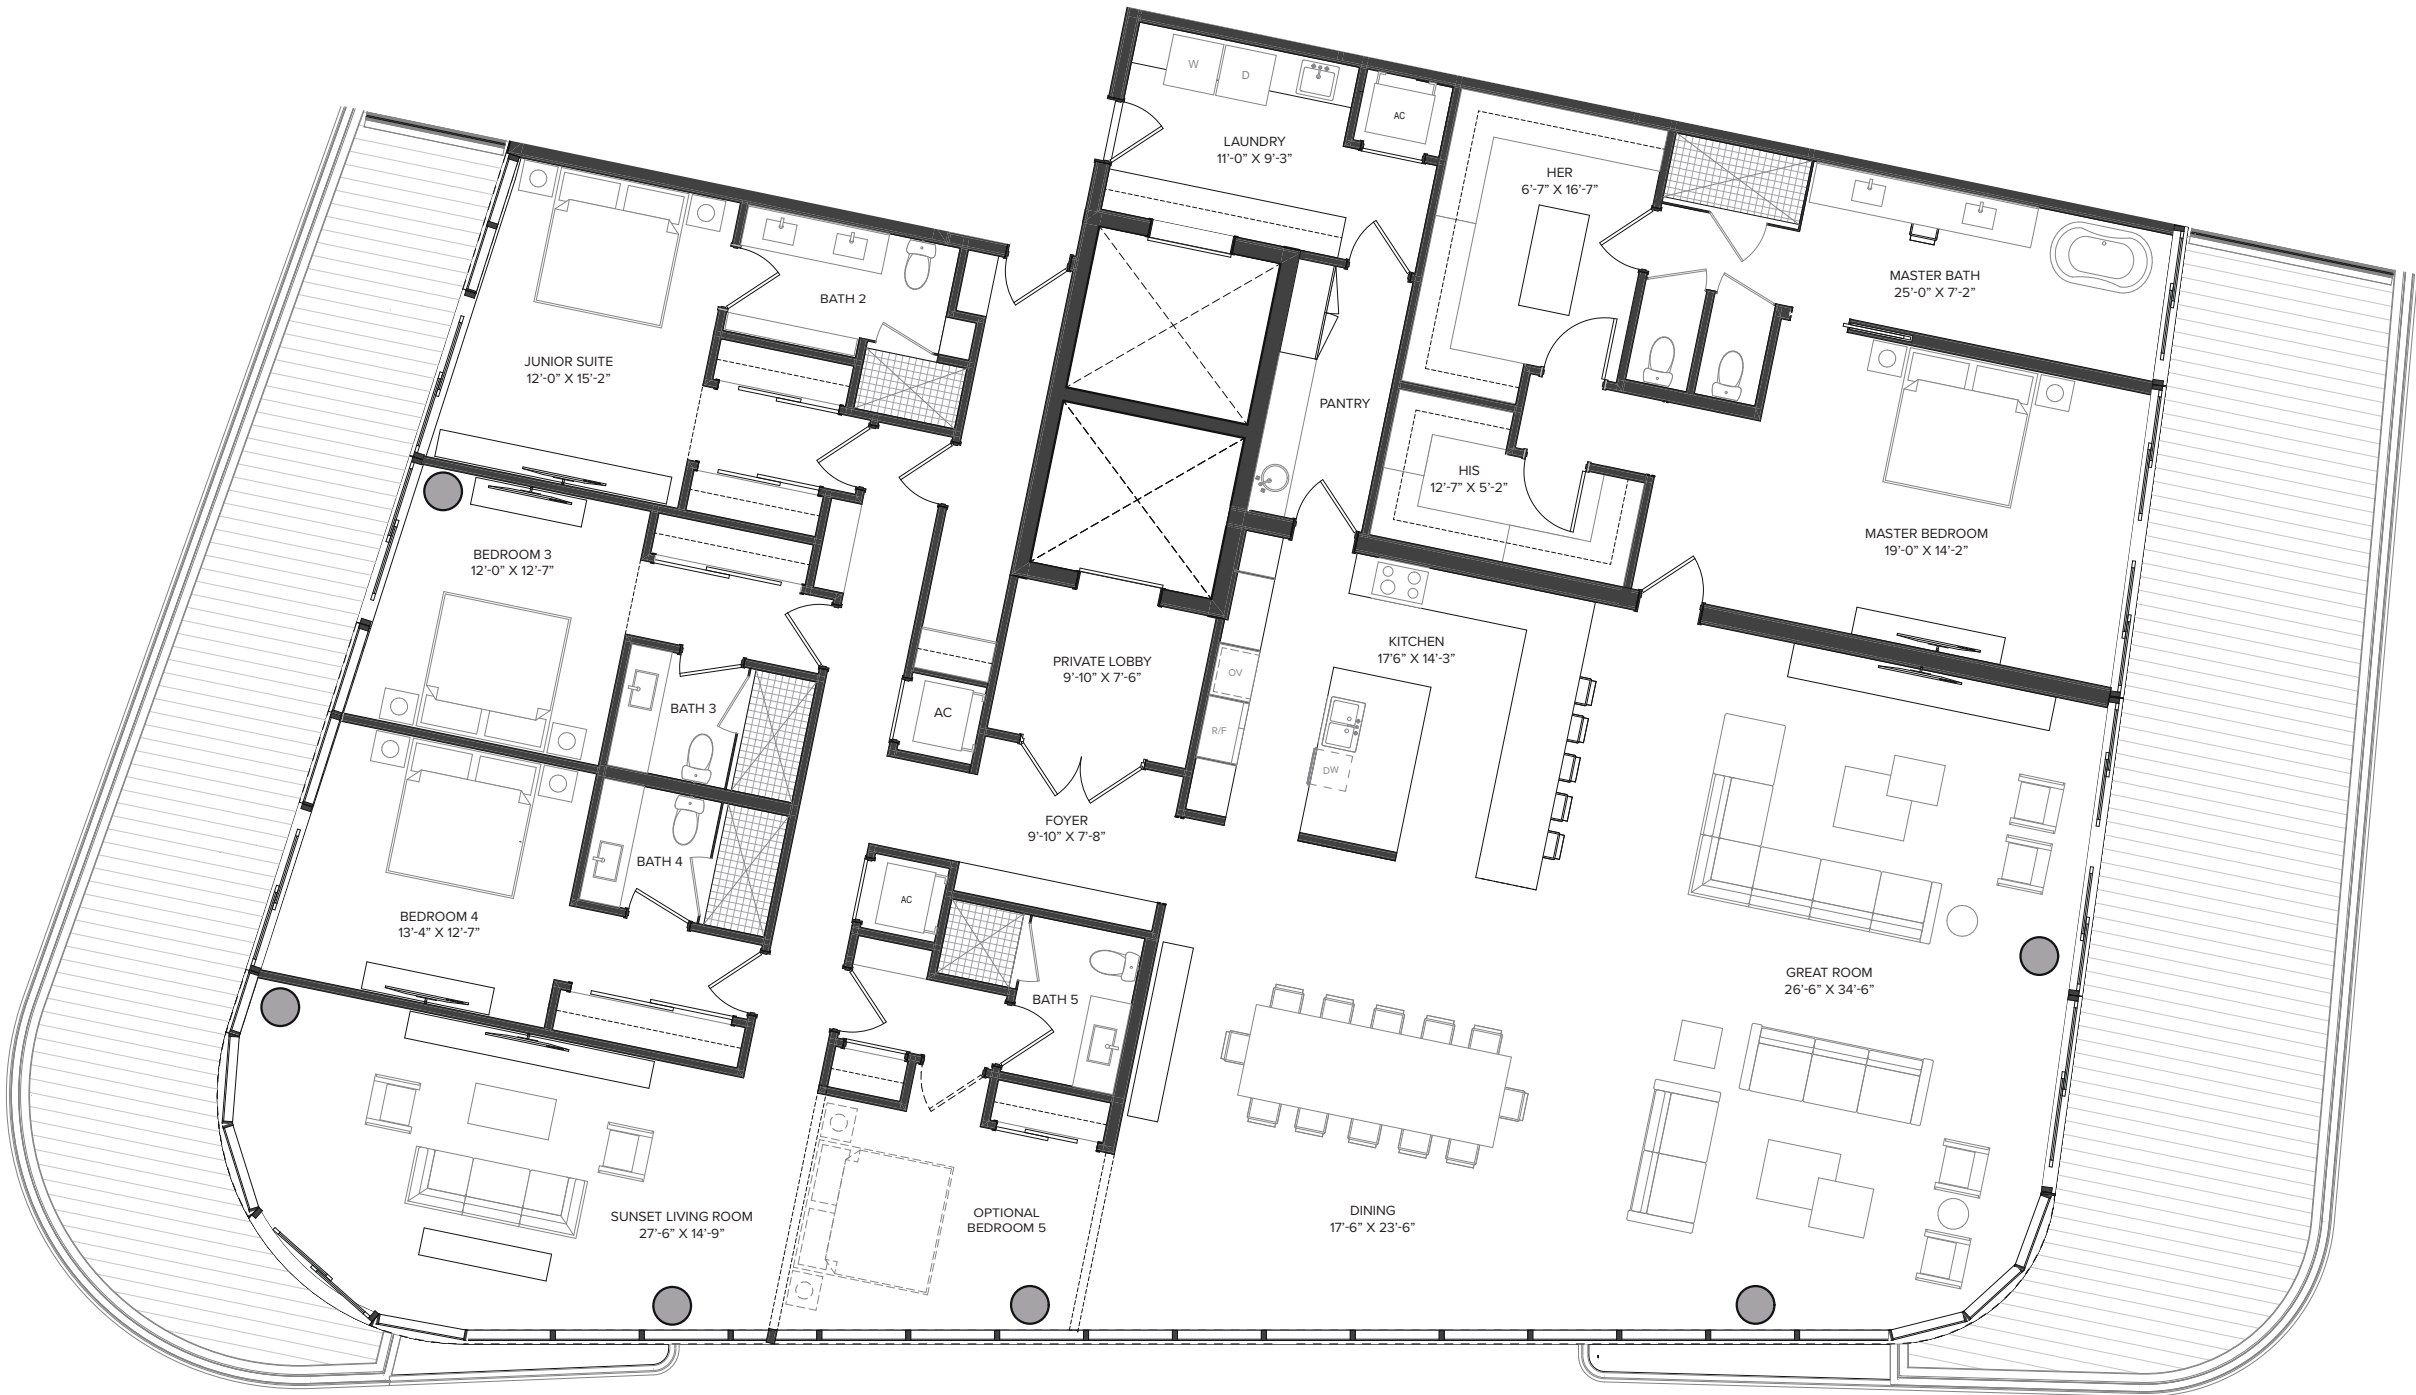 W
D
AC
LAUNDRY
11'-0" X 9'-3"
HER
6'-7" X 16'-7"
MASTER BATH
25'-0" X 7'-2"
BATH 2
JUNIOR SUITE
12'-0" X 15'-2"
PANTRY
HIS
12'-7" X 5'-2"
MASTER BEDROOM
19'-0" X 14'-2"
BEDROOM 3
12'-0" X 12'-7"
KITCHEN
17'6" X 14'-3"
PRIVATE LOBBY
9'-10" X 7'-6"
OV
BATH 3
AC
R/F
DW
FOYER
9'-10" X 7'-8"
BATH 4
AC
BEDROOM 4
13'-4" X 12'-7"
GREAT ROOM
26'-6" X 34'-6"
BATH 5
SUNSET LIVING ROOM
27'-6" X 14'-9"
OPTIONAL
BEDROOM 5
DINING
17'-6" X 23'-6"